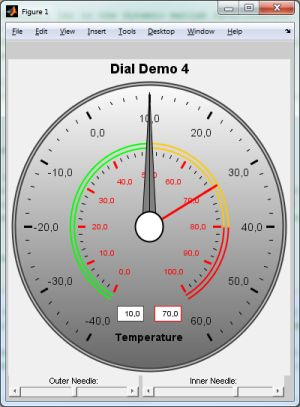 Figure 1
File Edit View Insert Tools Desktop Window Help
Dial Demo 4
10,0
0,0 20,0
-10,0 30,0
-20,0 40,0
-30,0 50,0
-40,0 60,0
50,0
40,0 60,0
30,0 70,0
20,0 80,0
10,0 90,0
0,0 100,0
10,0 70,0
Temperature
Outer Needle: Inner Needle: